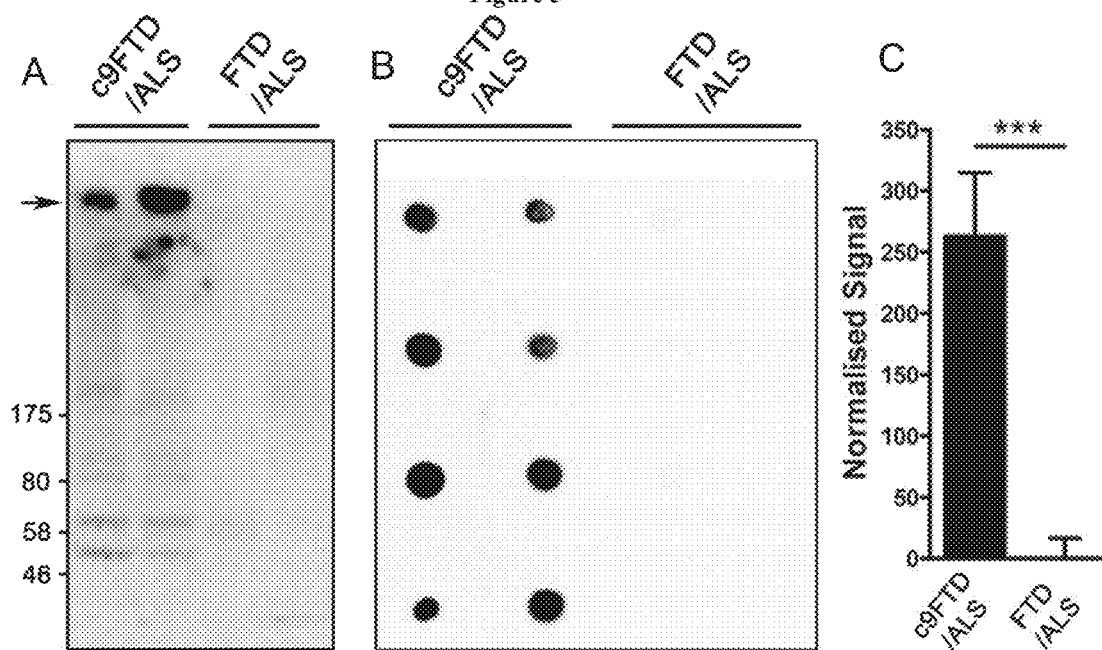 Figure 5
A
c9FTD
/ALS
FTD
/ALS
175
80
58
46
B
c9FTD
/ALS
FTD
/ALS
C
Normalised Signal
350
300
250
200
150
100
50
0
***
c9FTD
/ALS
FTD
/ALS